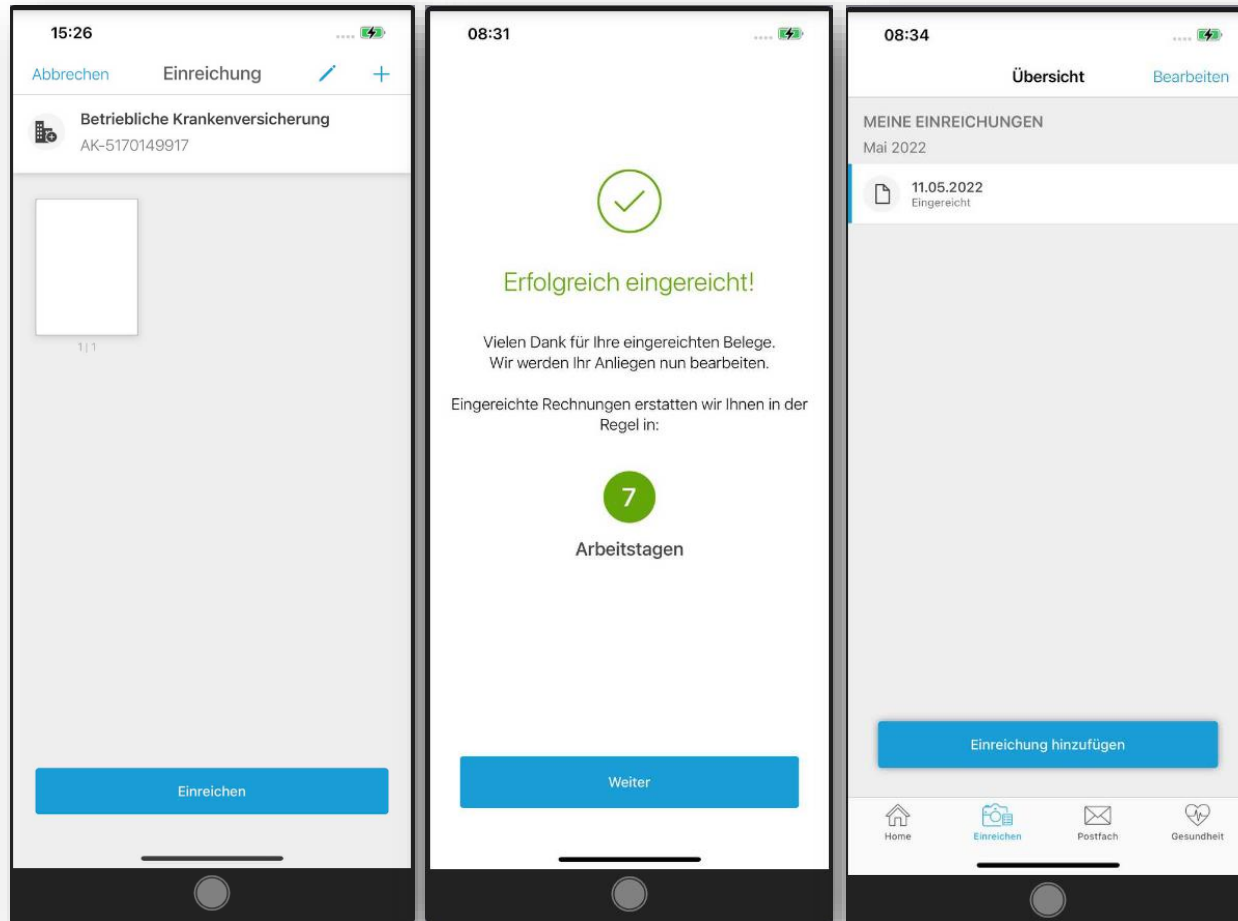 15:26
Abbrechen Einreichung
Betriebliche Krankenversicherung
AK-5170149917
1 | 1
Einreichen
08:31
Erfolgreich eingereicht!
Vielen Dank für Ihre eingereichten Belege.
Wir werden Ihr Anliegen nun bearbeiten.
Eingereichte Rechnungen erstatten wir Ihnen in der
Regel in:
7
Arbeitstagen
Weiter
08:34
Übersicht Bearbeiten
MEINE EINREICHUNGEN
Mai 2022
11.05.2022
Eingereicht
Einreichung hinzufügen
Home Einreichen Postfach Gesundheit